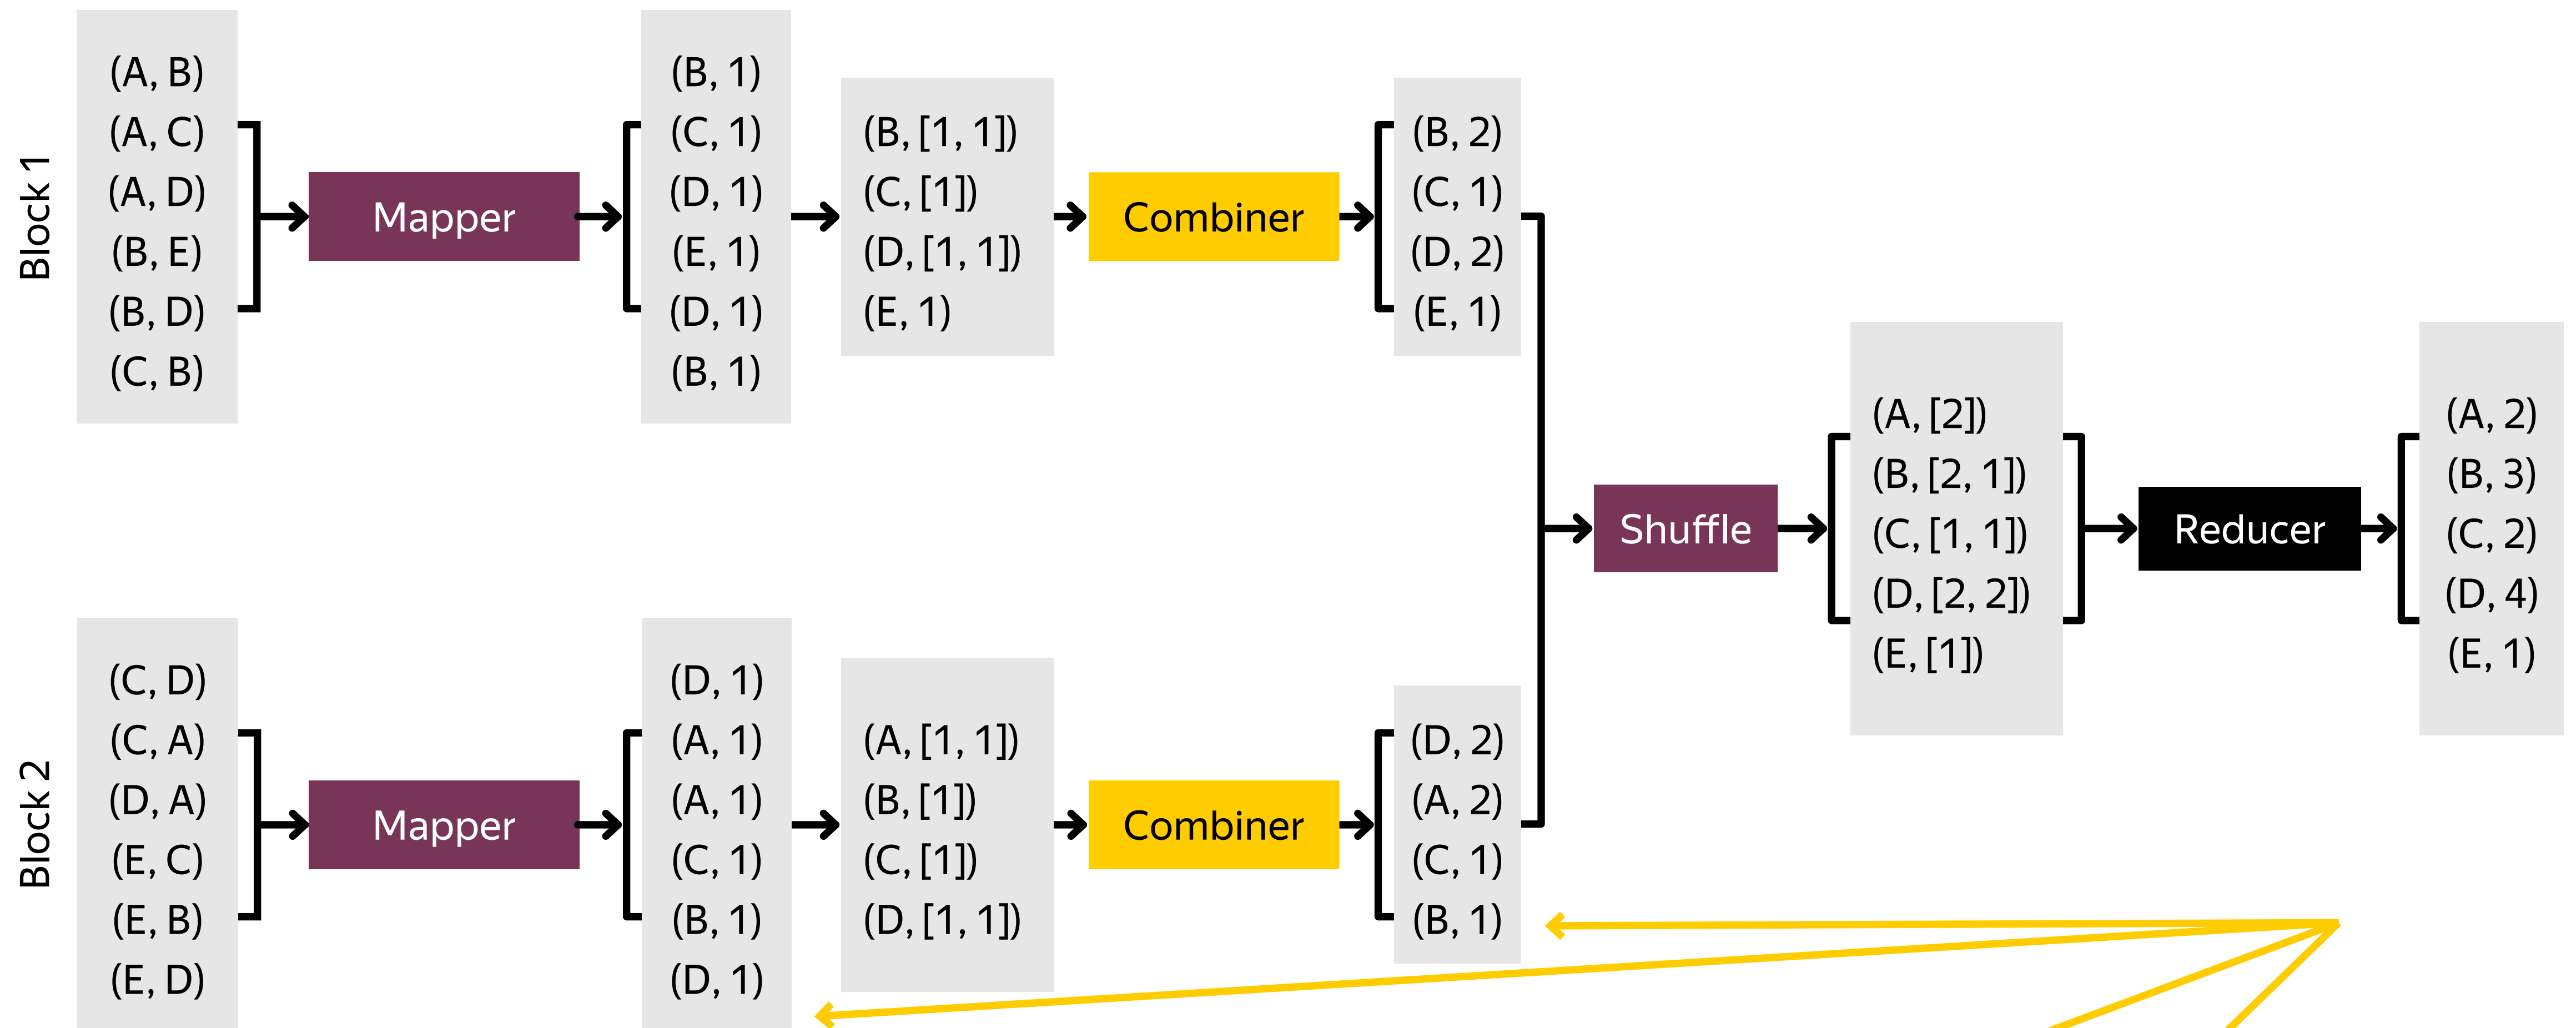 Block 1
(A, B)
(A, C)
(A, D)
(B, E)
(B, D)
(C, B)
Mapper
(B, 1)
(C, 1)
(D, 1)
(E, 1)
(D, 1)
(B, 1)
(B, [1, 1])
(C, [1])
(D, [1, 1])
(E, 1)
Combiner
(B, 2)
(C, 1)
(D, 2)
(E, 1)
Block 2
(C, D)
(C, A)
(D, A)
(E, C)
(E, B)
(E, D)
Mapper
(D, 1)
(A, 1)
(A, 1)
(C, 1)
(B, 1)
(D, 1)
(A, [1, 1])
(B, [1])
(C, [1])
(D, [1, 1])
Combiner
(D, 2)
(A, 2)
(C, 1)
(B, 1)
Shuffle
(A, [2])
(B, [2, 1])
(C, [1, 1])
(D, [2, 2])
(E, [1])
Reducer
(A, 2)
(B, 3)
(C, 2)
(D, 4)
(E, 1)